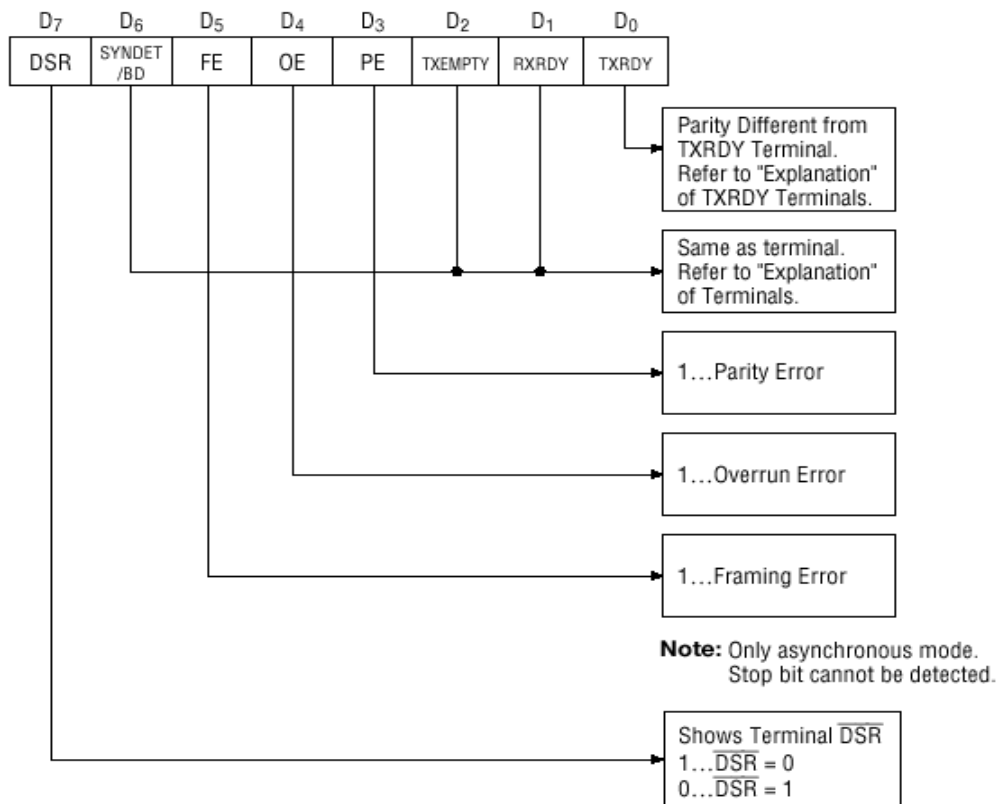 D₇ D₆ D₅ D₄ D₃ D₂ D₁ D₀
DSR SYNDET/BD FE OE PE TXEMPTY RXRDY TXRDY
Parity Different from
TXRDY Terminal.
Refer to "Explanation"
of TXRDY Terminals.
Same as terminal.
Refer to "Explanation"
of Terminals.
1...Parity Error
1...Overrun Error
1...Framing Error
Note: Only asynchronous mode.
Stop bit cannot be detected.
Shows Terminal D̅S̅R̅
1...D̅S̅R̅ = 0
0...D̅S̅R̅ = 1